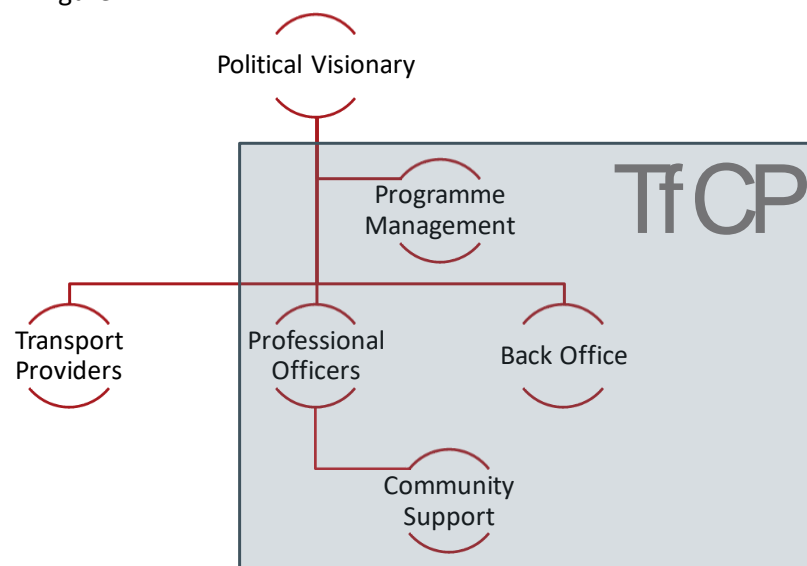 Political Visionary
TfCP
Programme
Management
Transport
Providers
Professional
Officers
Back Office
Community
Support